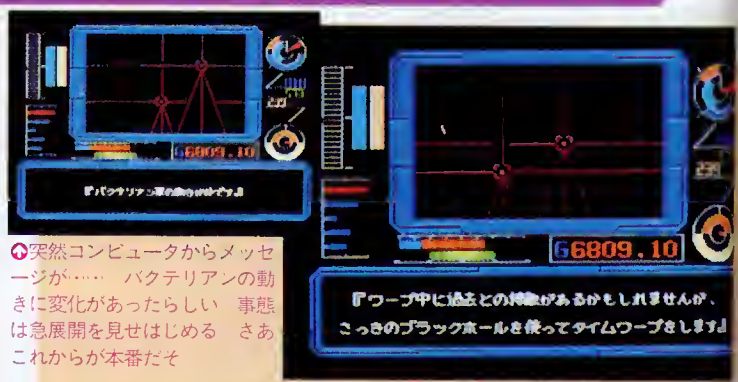 G6809.10
『バクテリアン軍の動
⬆突然コンピュータからメッセ
ージが…… バクテリアンの動
きに変化があったらしい 事態
は急展開を見せはじめる さあ
これからが本番だぞ
G6809.10
『ワープ中に過去との があるかもしれませんが、
さっきのブラックホールを使ってタイムワープをします』